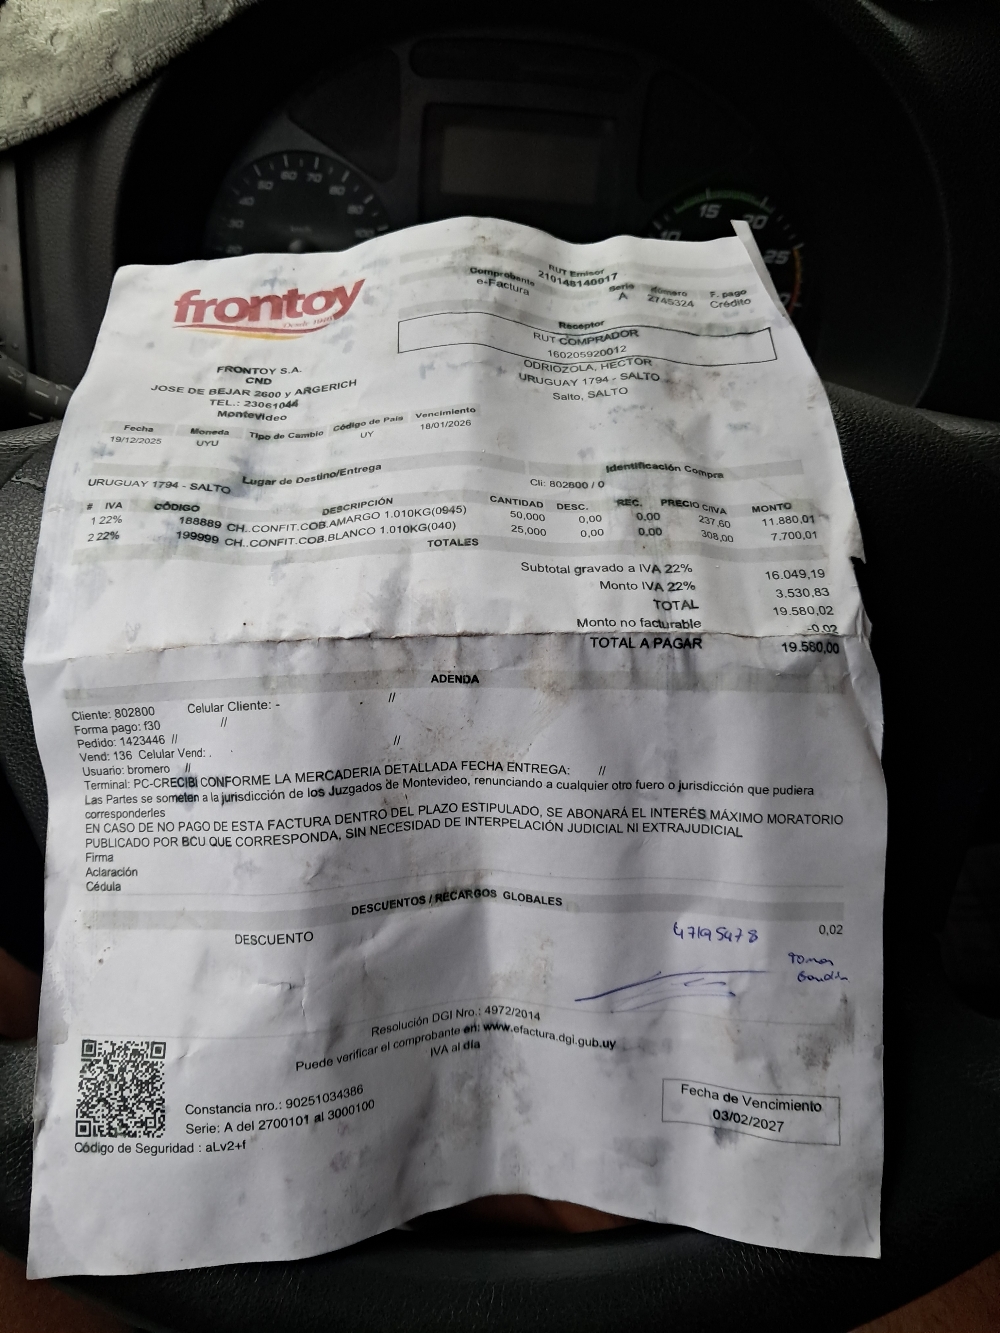 frontoy
Desde 1980
RUT Emisor
210148140017
Comprobante Serie Número F. pago
e-Factura A 2745324 Crédito
Receptor
RUT COMPRADOR
160205920012
ODRIOZOLA, HECTOR
URUGUAY 1794 - SALTO
Salto, SALTO
FRONTOY S.A.
CND
JOSE DE BEJAR 2600 y ARGERICH
TEL.: 23061044
Montevideo
Fecha Moneda Tipo de Cambio Código de País Vencimiento
19/12/2025 UYU UY 18/01/2026
Lugar de Destino/Entrega Identificación Compra
URUGUAY 1794 - SALTO Cli: 802800 / 0
# IVA CÓDIGO DESCRIPCIÓN CANTIDAD DESC. REC. PRECIO C/IVA MONTO
1 22% 188889 CH..CONFIT.COB.AMARGO 1.010KG(0945) 50,000 0,00 0,00 237,60 11.880,01
2 22% 199999 CH..CONFIT.COB.BLANCO 1.010KG(040) 25,000 0,00 0,00 308,00 7.700,01
TOTALES
Subtotal gravado a IVA 22% 16.049,19
Monto IVA 22% 3.530,83
TOTAL 19.580,02
Monto no facturable -0,02
TOTAL A PAGAR 19.580,00
ADENDA
Cliente: 802800 Celular Cliente: - //
Forma pago: f30 //
Pedido: 1423446 // //
Vend: 136 Celular Vend: .
Usuario: bromero //
Terminal: PC-CRECIBI CONFORME LA MERCADERIA DETALLADA FECHA ENTREGA: //
Las Partes se someten a la jurisdicción de los Juzgados de Montevideo, renunciando a cualquier otro fuero o jurisdicción que pudiera
corresponderles
EN CASO DE NO PAGO DE ESTA FACTURA DENTRO DEL PLAZO ESTIPULADO, SE ABONARÁ EL INTERÉS MÁXIMO MORATORIO
PUBLICADO POR BCU QUE CORRESPONDA, SIN NECESIDAD DE INTERPELACIÓN JUDICIAL NI EXTRAJUDICIAL
Firma
Aclaración
Cédula
DESCUENTOS / RECARGOS GLOBALES
DESCUENTO 0,02
47195478
Resolución DGI Nro.: 4972/2014
Puede verificar el comprobante en: www.efactura.dgi.gub.uy
IVA al día
Constancia nro.: 90251034386
Serie: A del 2700101 al 3000100
Código de Seguridad : aLv2+f
Fecha de Vencimiento
03/02/2027